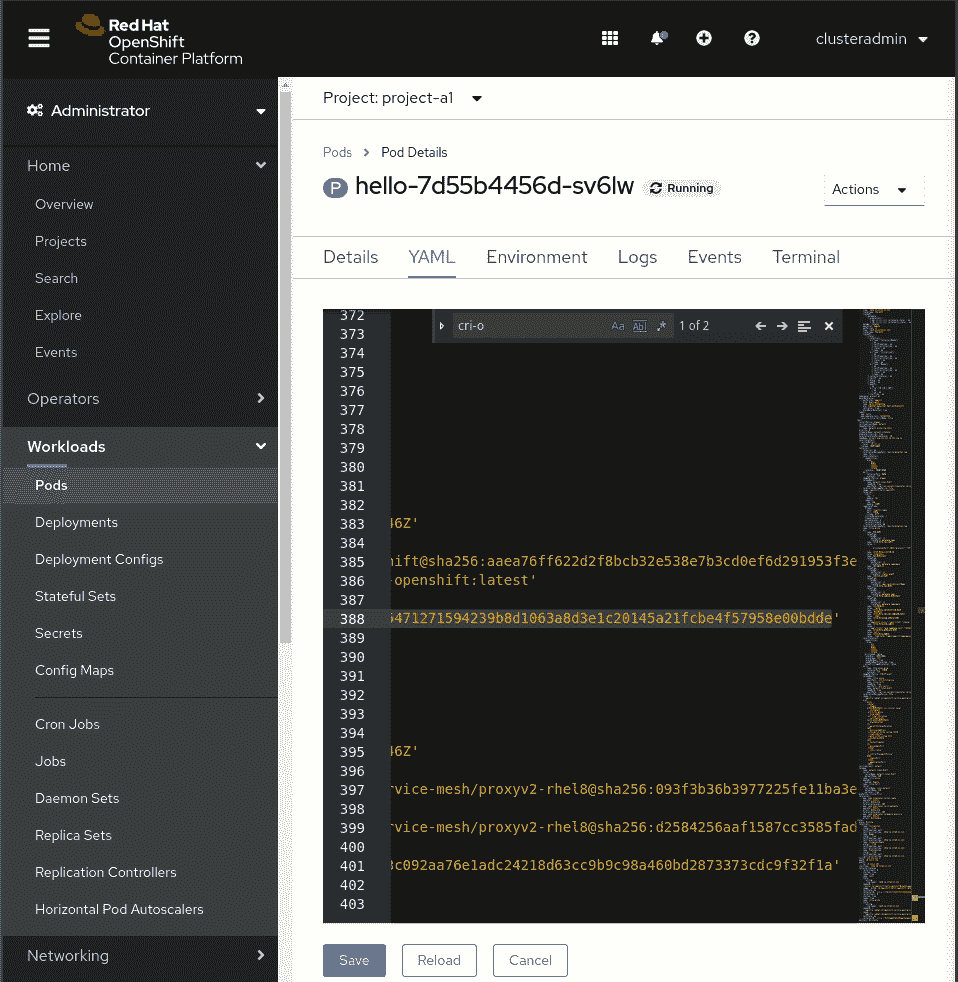 Red Hat
OpenShift
Container Platform
clusteradmin
Administrator
Project: project-a1
Home
Pods > Pod Details
Overview
P hello-7d55b4456d-sv6lw Running
Actions
Projects
Search
Details YAML Environment Logs Events Terminal
Explore
Events
Operators
Workloads
Pods
Deployments
Deployment Configs
Stateful Sets
Secrets
Config Maps
Cron Jobs
Jobs
Daemon Sets
Replica Sets
Replication Controllers
Horizontal Pod Autoscalers
Networking
cri-o Aa Ab .* 1 of 2
372
373
374
375
376
377
378
379
380
381
382
383 46Z'
384
385 hift@sha256:aaea76ff622d2f8bcb32e538e7b3cd0ef6d291953f3e
386 -openshift:latest'
387
388 5471271594239b8d1063a8d3e1c20145a21fcbe4f57958e00bdde'
389
390
391
392
393
394
395 46Z'
396
397 rvice-mesh/proxyv2-rhel8@sha256:093f3b36b3977225fe11ba3e
398
399 rvice-mesh/proxyv2-rhel8@sha256:d2584256aaf1587cc3585fad
400
401 3c092aa76e1adc24218d63cc9b9c98a460bd2873373cdc9f32f1a'
402
403
Save Reload Cancel